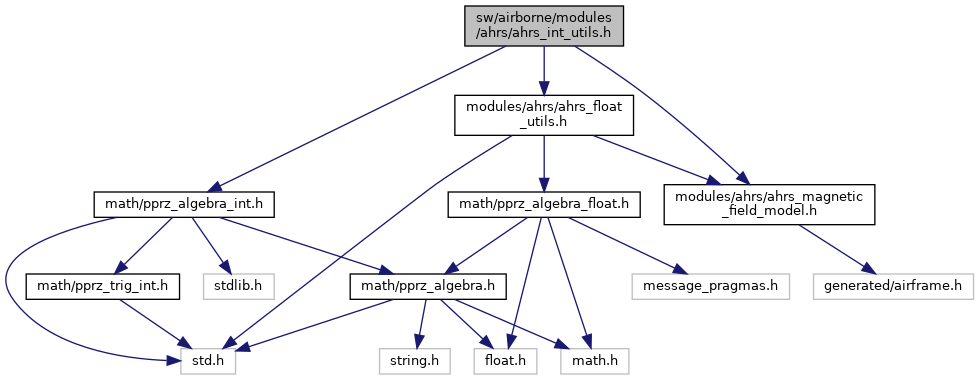 sw/airborne/modules
/ahrs/ahrs_int_utils.h
modules/ahrs/ahrs_float
_utils.h
math/pprz_algebra_int.h
math/pprz_algebra_float.h
modules/ahrs/ahrs_magnetic
_field_model.h
math/pprz_trig_int.h
stdlib.h
math/pprz_algebra.h
message_pragmas.h
generated/airframe.h
std.h
string.h
float.h
math.h